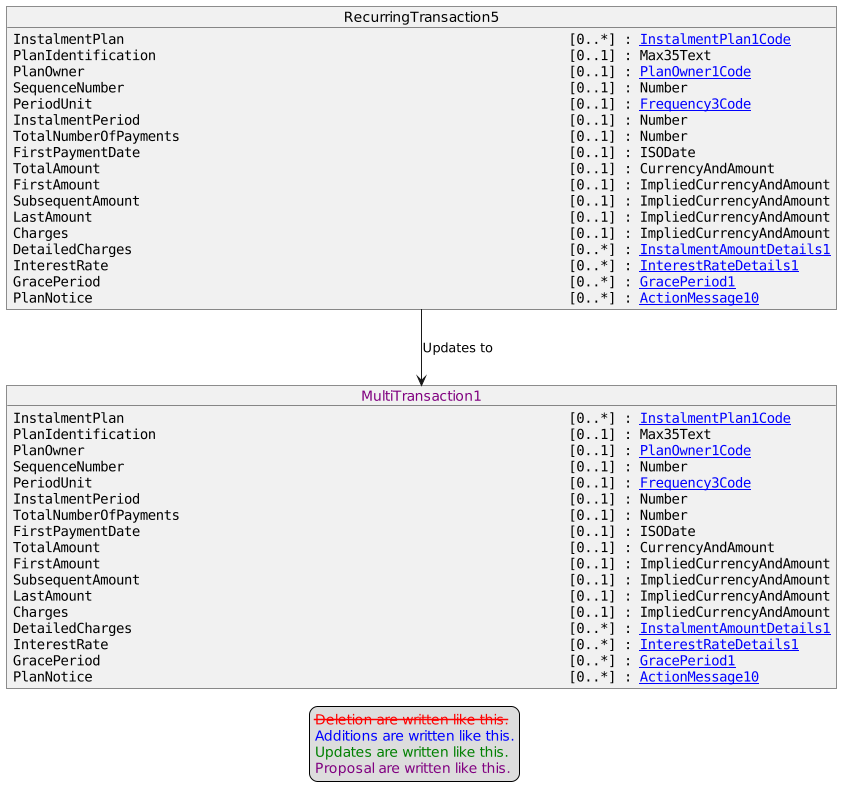 RecurringTransaction5
InstalmentPlan [0..*] : InstalmentPlan1Code
PlanIdentification [0..1] : Max35Text
PlanOwner [0..1] : PlanOwner1Code
SequenceNumber [0..1] : Number
PeriodUnit [0..1] : Frequency3Code
InstalmentPeriod [0..1] : Number
TotalNumberOfPayments [0..1] : Number
FirstPaymentDate [0..1] : ISODate
TotalAmount [0..1] : CurrencyAndAmount
FirstAmount [0..1] : ImpliedCurrencyAndAmount
SubsequentAmount [0..1] : ImpliedCurrencyAndAmount
LastAmount [0..1] : ImpliedCurrencyAndAmount
Charges [0..1] : ImpliedCurrencyAndAmount
DetailedCharges [0..*] : InstalmentAmountDetails1
InterestRate [0..*] : InterestRateDetails1
GracePeriod [0..*] : GracePeriod1
PlanNotice [0..*] : ActionMessage10
Updates to
MultiTransaction1
InstalmentPlan [0..*] : InstalmentPlan1Code
PlanIdentification [0..1] : Max35Text
PlanOwner [0..1] : PlanOwner1Code
SequenceNumber [0..1] : Number
PeriodUnit [0..1] : Frequency3Code
InstalmentPeriod [0..1] : Number
TotalNumberOfPayments [0..1] : Number
FirstPaymentDate [0..1] : ISODate
TotalAmount [0..1] : CurrencyAndAmount
FirstAmount [0..1] : ImpliedCurrencyAndAmount
SubsequentAmount [0..1] : ImpliedCurrencyAndAmount
LastAmount [0..1] : ImpliedCurrencyAndAmount
Charges [0..1] : ImpliedCurrencyAndAmount
DetailedCharges [0..*] : InstalmentAmountDetails1
InterestRate [0..*] : InterestRateDetails1
GracePeriod [0..*] : GracePeriod1
PlanNotice [0..*] : ActionMessage10
Deletion are written like this.
Additions are written like this.
Updates are written like this.
Proposal are written like this.